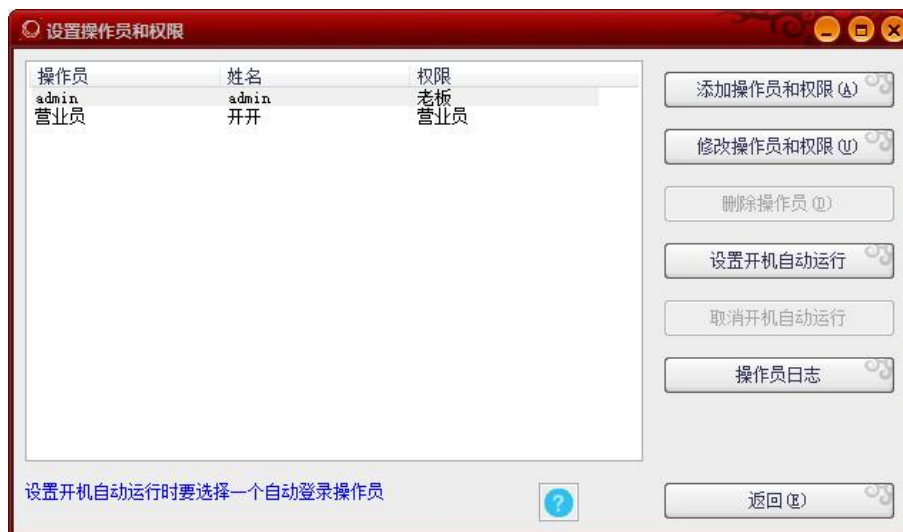 设置操作员和权限
操作员 姓名 权限
admin admin 老板
营业员 开开 营业员
添加操作员和权限(A)
修改操作员和权限(U)
删除操作员(D)
设置开机自动运行
取消开机自动运行
操作员日志
设置开机自动运行时要选择一个自动登录操作员
?
返回(E)